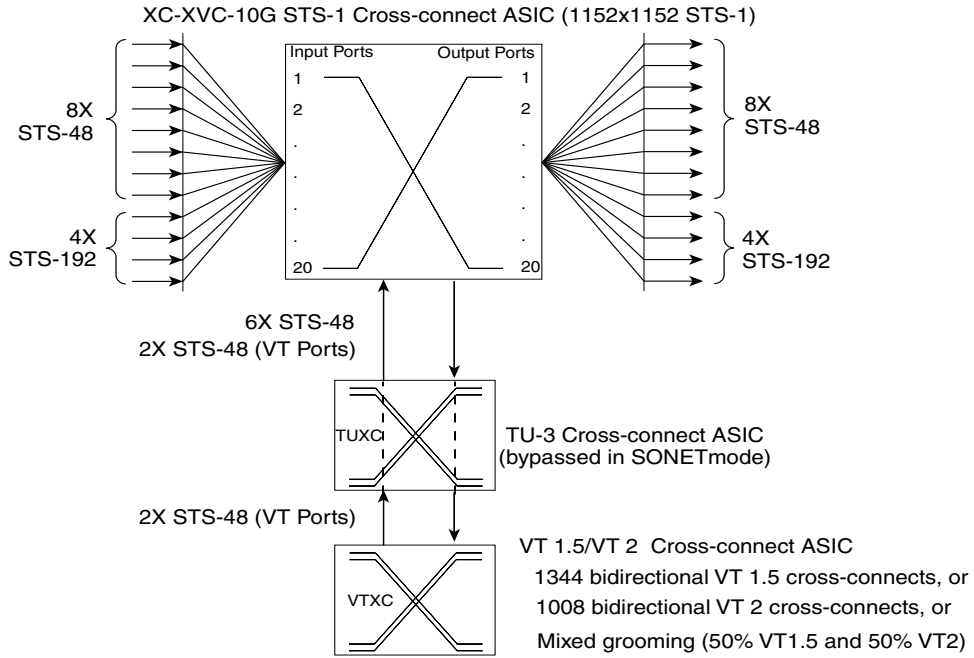 XC-XVC-10G STS-1 Cross-connect ASIC (1152x1152 STS-1)
Input Ports
Output Ports
1
2
.
.
.
.
20
1
2
.
.
.
.
20
8X
STS-48
4X
STS-192
8X
STS-48
4X
STS-192
6X STS-48
2X STS-48 (VT Ports)
TUXC
TU-3 Cross-connect ASIC
(bypassed in SONETmode)
2X STS-48 (VT Ports)
VTXC
VT 1.5/VT 2 Cross-connect ASIC
1344 bidirectional VT 1.5 cross-connects, or
1008 bidirectional VT 2 cross-connects, or
Mixed grooming (50% VT1.5 and 50% VT2)